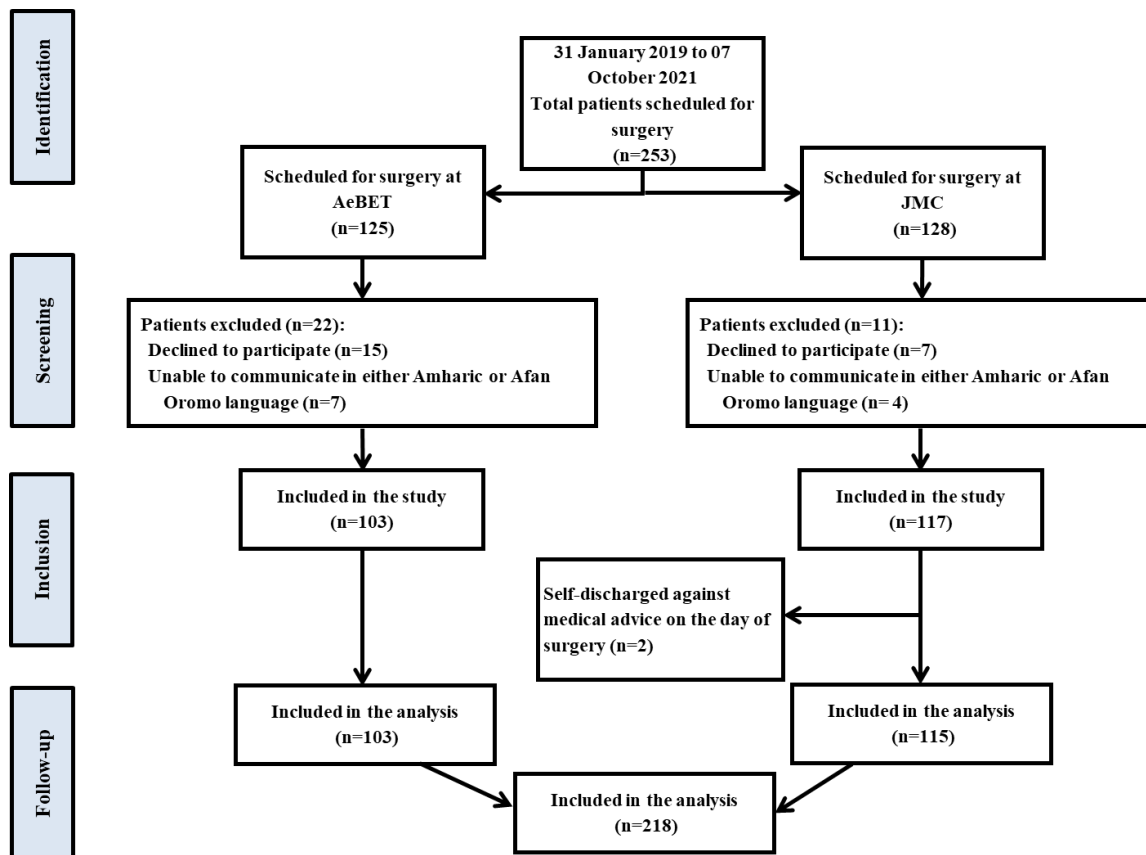 Identification
31 January 2019 to 07
October 2021
Total patients scheduled for
surgery
(n=253)
Scheduled for surgery at
AeBET
(n=125)
Scheduled for surgery at
JMC
(n=128)
Screening
Patients excluded (n=22):
Declined to participate (n=15)
Unable to communicate in either Amharic or Afan
Oromo language (n=7)
Patients excluded (n=11):
Declined to participate (n=7)
Unable to communicate in either Amharic or Afan
Oromo language (n= 4)
Inclusion
Included in the study
(n=103)
Included in the study
(n=117)
Self-discharged against
medical advice on the day of
surgery (n=2)
Follow-up
Included in the analysis
(n=103)
Included in the analysis
(n=115)
Included in the analysis
(n=218)